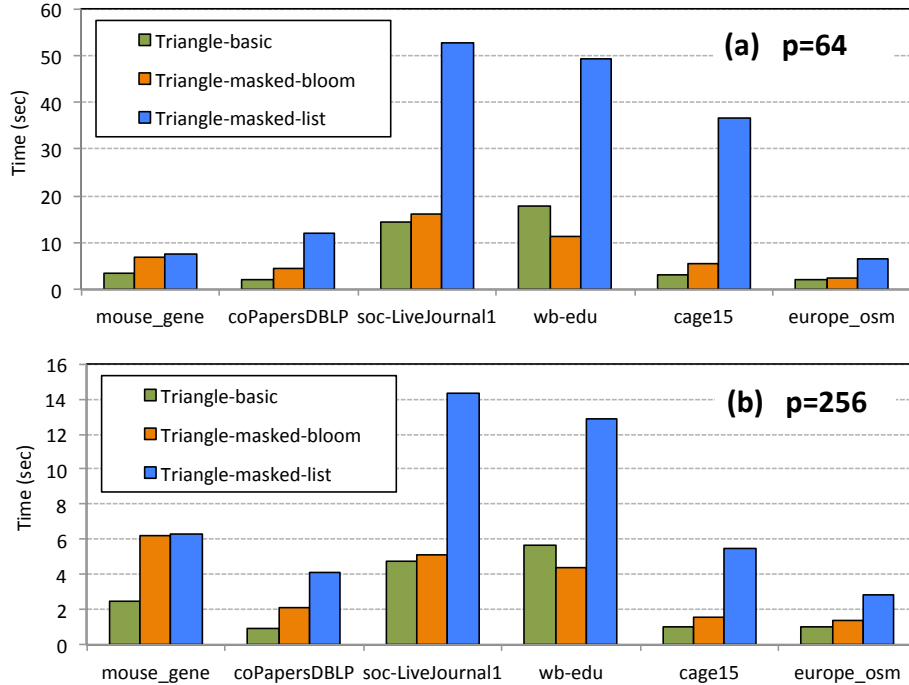 60
50
40
30
20
10
0
Time (sec)
Triangle-basic
Triangle-masked-bloom
Triangle-masked-list
(a) p=64
mouse_gene coPapersDBLP soc-LiveJournal1 wb-edu cage15 europe_osm
16
14
12
10
8
6
4
2
0
Time (sec)
Triangle-basic
Triangle-masked-bloom
Triangle-masked-list
(b) p=256
mouse_gene coPapersDBLP soc-LiveJournal1 wb-edu cage15 europe_osm